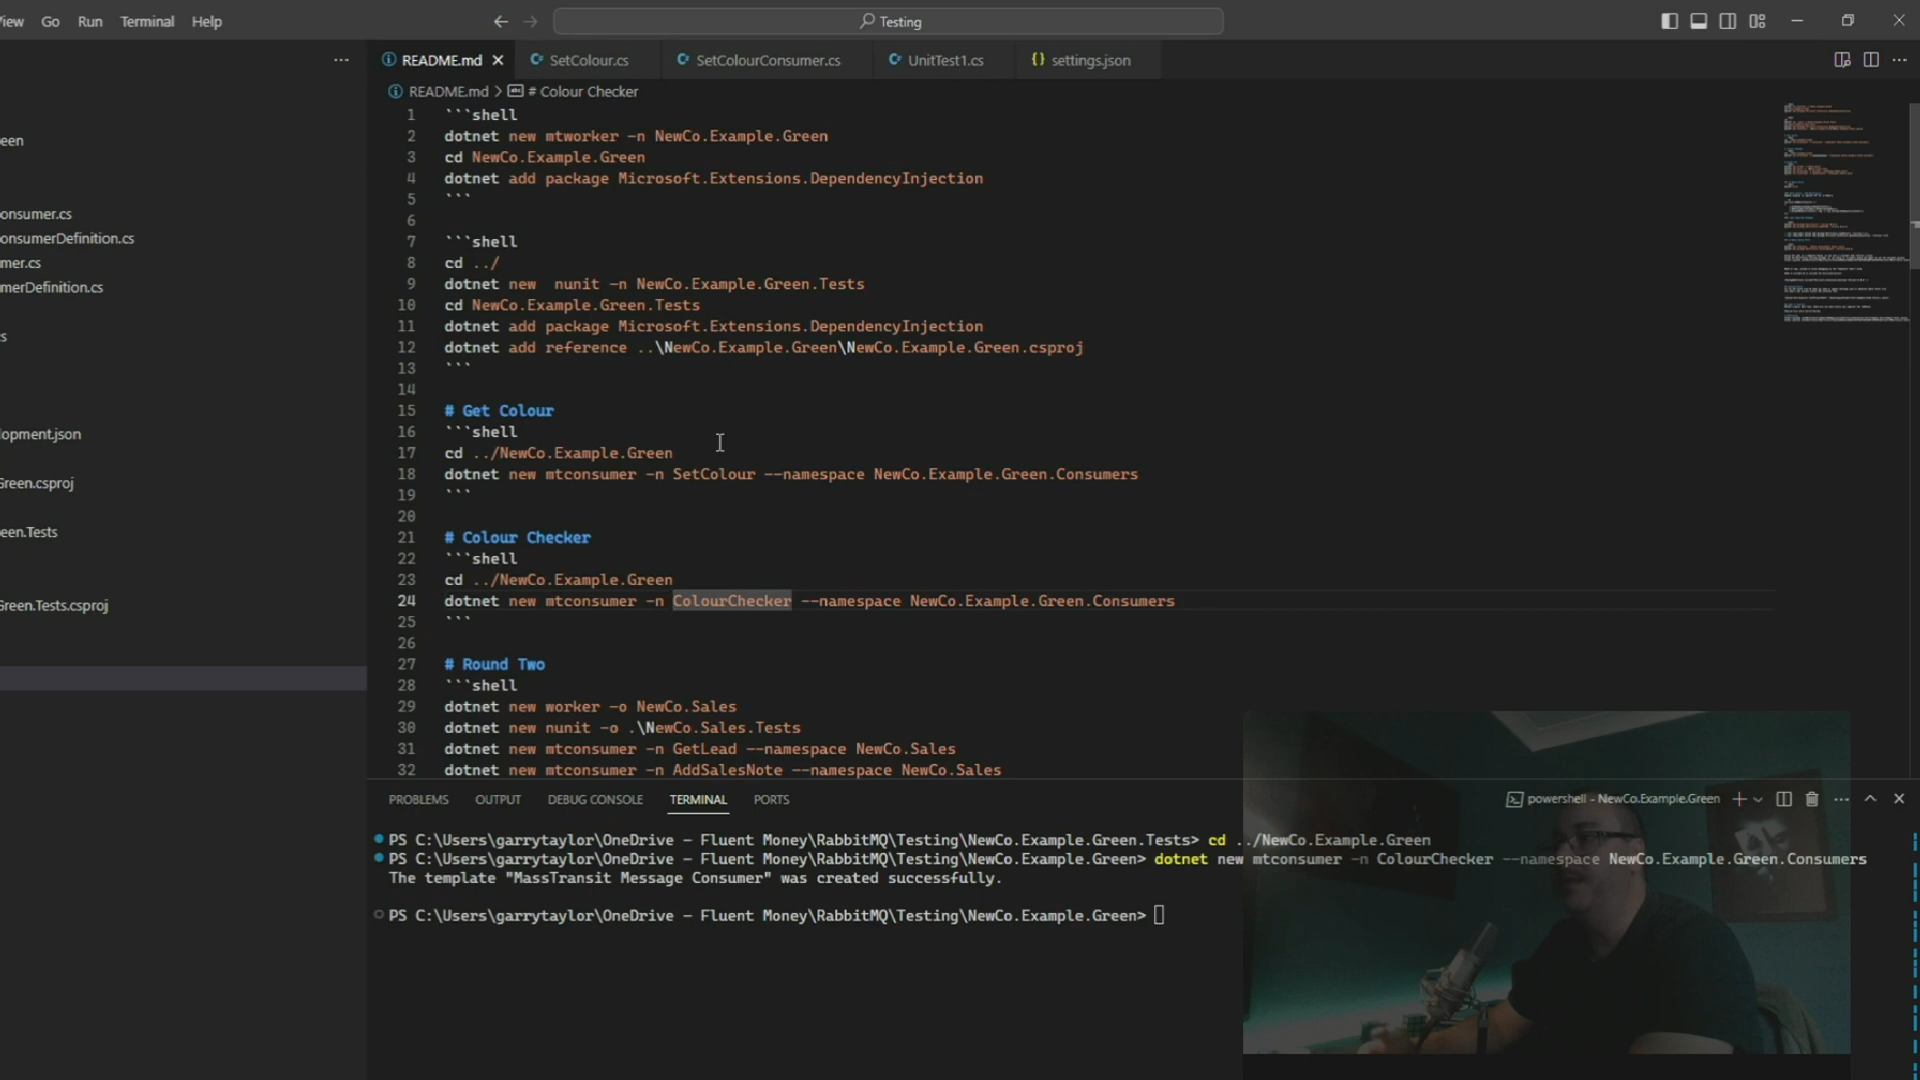 View Go Run Terminal Help
Testing
README.md
SetColour.cs
SetColourConsumer.cs
UnitTest1.cs
{} settings.json
README.md > # Colour Checker
onsumer.cs
onsumerDefinition.cs
mer.cs
merDefinition.cs
opment.json
Green.csproj
een.Tests
Green.Tests.csproj
1 ```shell
2 dotnet new mtworker -n NewCo.Example.Green
3 cd NewCo.Example.Green
4 dotnet add package Microsoft.Extensions.DependencyInjection
5 ```
6
7 ```shell
8 cd ../
9 dotnet new  nunit -n NewCo.Example.Green.Tests
10 cd NewCo.Example.Green.Tests
11 dotnet add package Microsoft.Extensions.DependencyInjection
12 dotnet add reference ..\NewCo.Example.Green\NewCo.Example.Green.csproj
13 ```
14
15 # Get Colour
16 ```shell
17 cd ../NewCo.Example.Green
18 dotnet new mtconsumer -n SetColour --namespace NewCo.Example.Green.Consumers
19 ```
20
21 # Colour Checker
22 ```shell
23 cd ../NewCo.Example.Green
24 dotnet new mtconsumer -n ColourChecker --namespace NewCo.Example.Green.Consumers
25 ```
26
27 # Round Two
28 ```shell
29 dotnet new worker -o NewCo.Sales
30 dotnet new nunit -o .\NewCo.Sales.Tests
31 dotnet new mtconsumer -n GetLead --namespace NewCo.Sales
32 dotnet new mtconsumer -n AddSalesNote --namespace NewCo.Sales
PROBLEMS OUTPUT DEBUG CONSOLE TERMINAL PORTS
powershell - NewCo.Example.Green
PS C:\Users\garrytaylor\OneDrive - Fluent Money\RabbitMQ\Testing\NewCo.Example.Green.Tests> cd ../NewCo.Example.Green
PS C:\Users\garrytaylor\OneDrive - Fluent Money\RabbitMQ\Testing\NewCo.Example.Green> dotnet new mtconsumer -n ColourChecker --namespace NewCo.Example.Green.Consumers
The template "MassTransit Message Consumer" was created successfully.
PS C:\Users\garrytaylor\OneDrive - Fluent Money\RabbitMQ\Testing\NewCo.Example.Green>